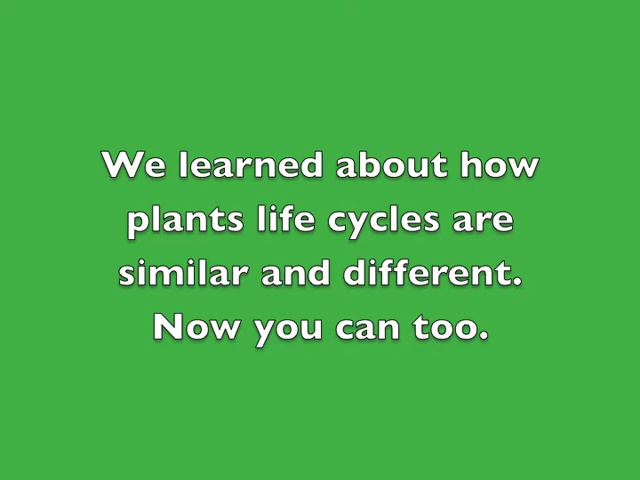 We learned about how
plants life cycles are
similar and different.
Now you can too.